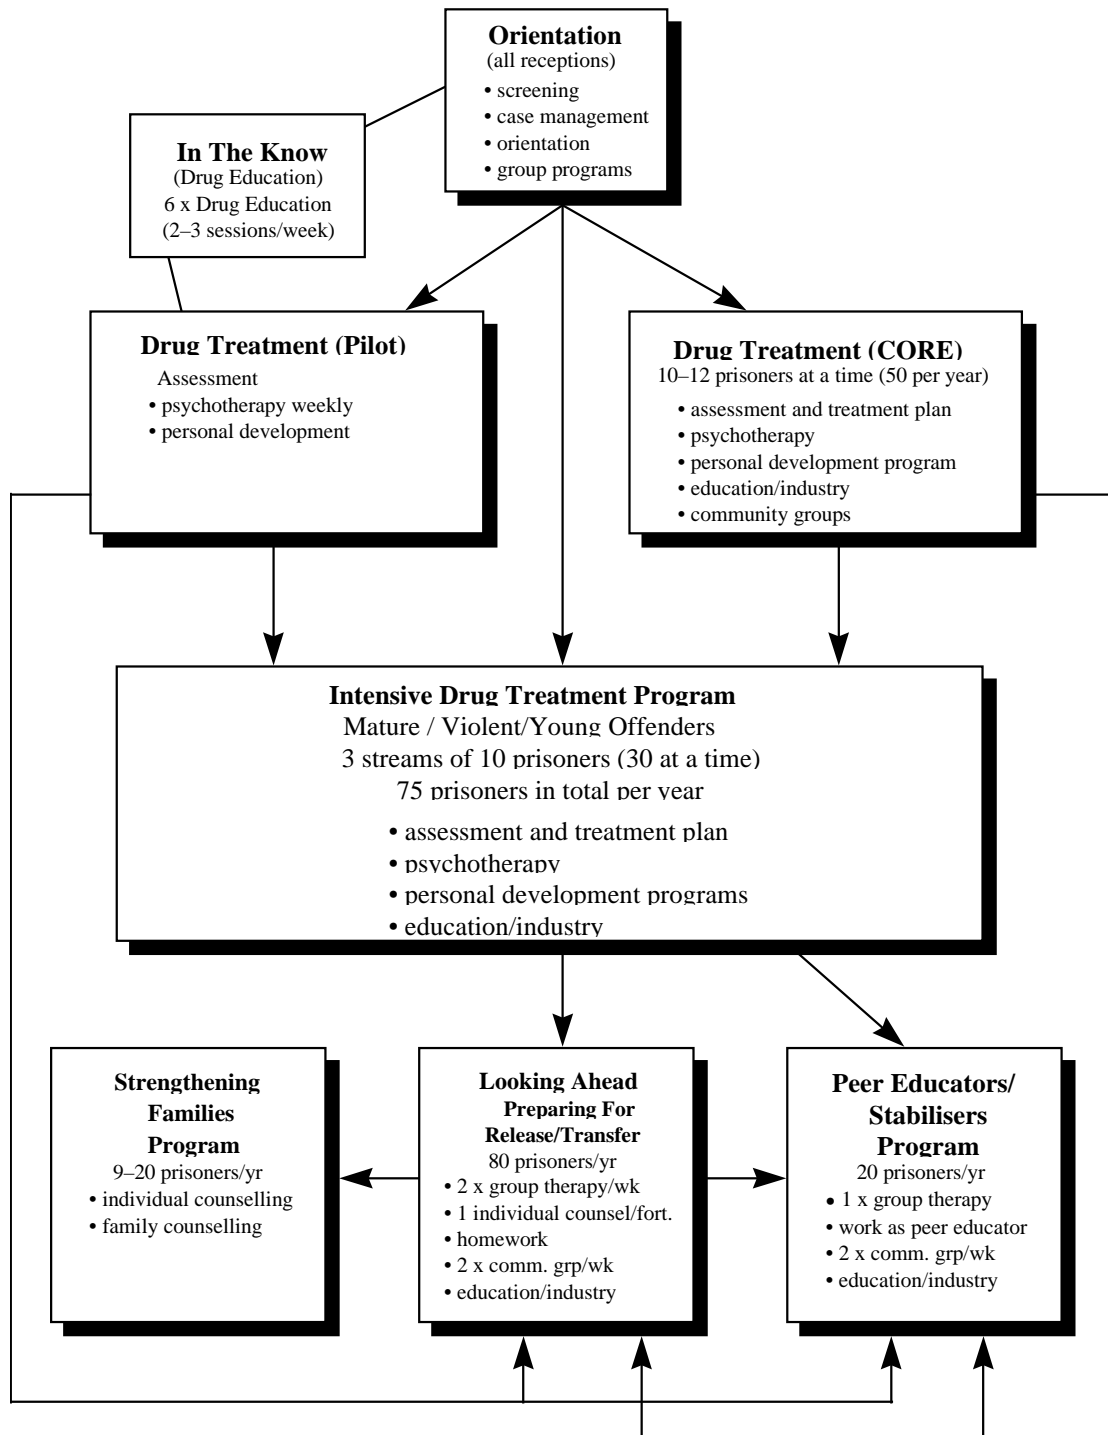 Orientation
(all receptions)
• screening
• case management
• orientation
• group programs
In The Know
(Drug Education)
6 x Drug Education
(2–3 sessions/week)
Drug Treatment (Pilot)
Assessment
• psychotherapy weekly
• personal development
Drug Treatment (CORE)
10–12 prisoners at a time (50 per year)
• assessment and treatment plan
• psychotherapy
• personal development program
• education/industry
• community groups
Intensive Drug Treatment Program
Mature / Violent/Young Offenders
3 streams of 10 prisoners (30 at a time)
75 prisoners in total per year
• assessment and treatment plan
• psychotherapy
• personal development programs
• education/industry
Strengthening
Families
Program
9–20 prisoners/yr
• individual counselling
• family counselling
Looking Ahead
Preparing For
Release/Transfer
80 prisoners/yr
• 2 x group therapy/wk
• 1 individual counsel/fort.
• homework
• 2 x comm. grp/wk
• education/industry
Peer Educators/
Stabilisers
Program
20 prisoners/yr
• 1 x group therapy
• work as peer educator
• 2 x comm. grp/wk
• education/industry